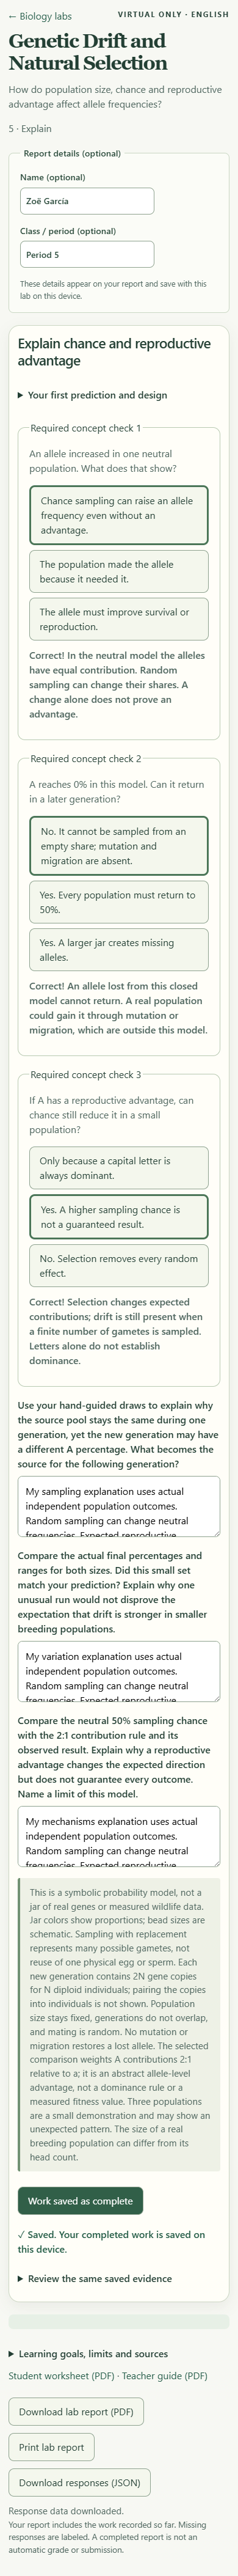 ← Biology labs
VIRTUAL ONLY · ENGLISH
Genetic Drift and
Natural Selection
How do population size, chance and reproductive
advantage affect allele frequencies?
5 · Explain
Report details (optional)
Name (optional)
Zoë García
Class / period (optional)
Period 5
These details appear on your report and save with this
lab on this device.
Explain chance and reproductive
advantage
▶ Your first prediction and design
Required concept check 1
An allele increased in one neutral
population. What does that show?
Chance sampling can raise an allele
frequency even without an
advantage.
The population made the allele
because it needed it.
The allele must improve survival or
reproduction.
Correct! In the neutral model the alleles
have equal contribution. Random
sampling can change their shares. A
change alone does not prove an
advantage.
Required concept check 2
A reaches 0% in this model. Can it return
in a later generation?
No. It cannot be sampled from an
empty share; mutation and
migration are absent.
Yes. Every population must return to
50%.
Yes. A larger jar creates missing
alleles.
Correct! An allele lost from this closed
model cannot return. A real population
could gain it through mutation or
migration, which are outside this model.
Required concept check 3
If A has a reproductive advantage, can
chance still reduce it in a small
population?
Only because a capital letter is
always dominant.
Yes. A higher sampling chance is
not a guaranteed result.
No. Selection removes every random
effect.
Correct! Selection changes expected
contributions; drift is still present when
a finite number of gametes is sampled.
Letters alone do not establish
dominance.
Use your hand-guided draws to explain why
the source pool stays the same during one
generation, yet the new generation may have
a different A percentage. What becomes the
source for the following generation?
My sampling explanation uses actual
independent population outcomes.
Random sampling can change neutral
frequencies. Expected reproductive
Compare the actual final percentages and
ranges for both sizes. Did this small set
match your prediction? Explain why one
unusual run would not disprove the
expectation that drift is stronger in smaller
breeding populations.
My variation explanation uses actual
independent population outcomes.
Random sampling can change neutral
frequencies. Expected reproductive
Compare the neutral 50% sampling chance
with the 2:1 contribution rule and its
observed result. Explain why a reproductive
advantage changes the expected direction
but does not guarantee every outcome.
Name a limit of this model.
My mechanisms explanation uses actual
independent population outcomes.
Random sampling can change neutral
frequencies. Expected reproductive
This is a symbolic probability model, not a
jar of real genes or measured wildlife data.
Jar colors show proportions; bead sizes are
schematic. Sampling with replacement
represents many possible gametes, not
reuse of one physical egg or sperm. Each
new generation contains 2N gene copies
for N diploid individuals; pairing the copies
into individuals is not shown. Population
size stays fixed, generations do not overlap,
and mating is random. No mutation or
migration restores a lost allele. The selected
comparison weights A contributions 2:1
relative to a; it is an abstract allele-level
advantage, not a dominance rule or a
measured fitness value. Three populations
are a small demonstration and may show an
unexpected pattern. The size of a real
breeding population can differ from its
head count.
Work saved as complete
✓ Saved. Your completed work is saved on
this device.
▶ Review the same saved evidence
▶ Learning goals, limits and sources
Student worksheet (PDF) · Teacher guide (PDF)
Download lab report (PDF)
Print lab report
Download responses (JSON)
Response data downloaded.
Your report includes the work recorded so far. Missing
responses are labeled. A completed report is not an
automatic grade or submission.